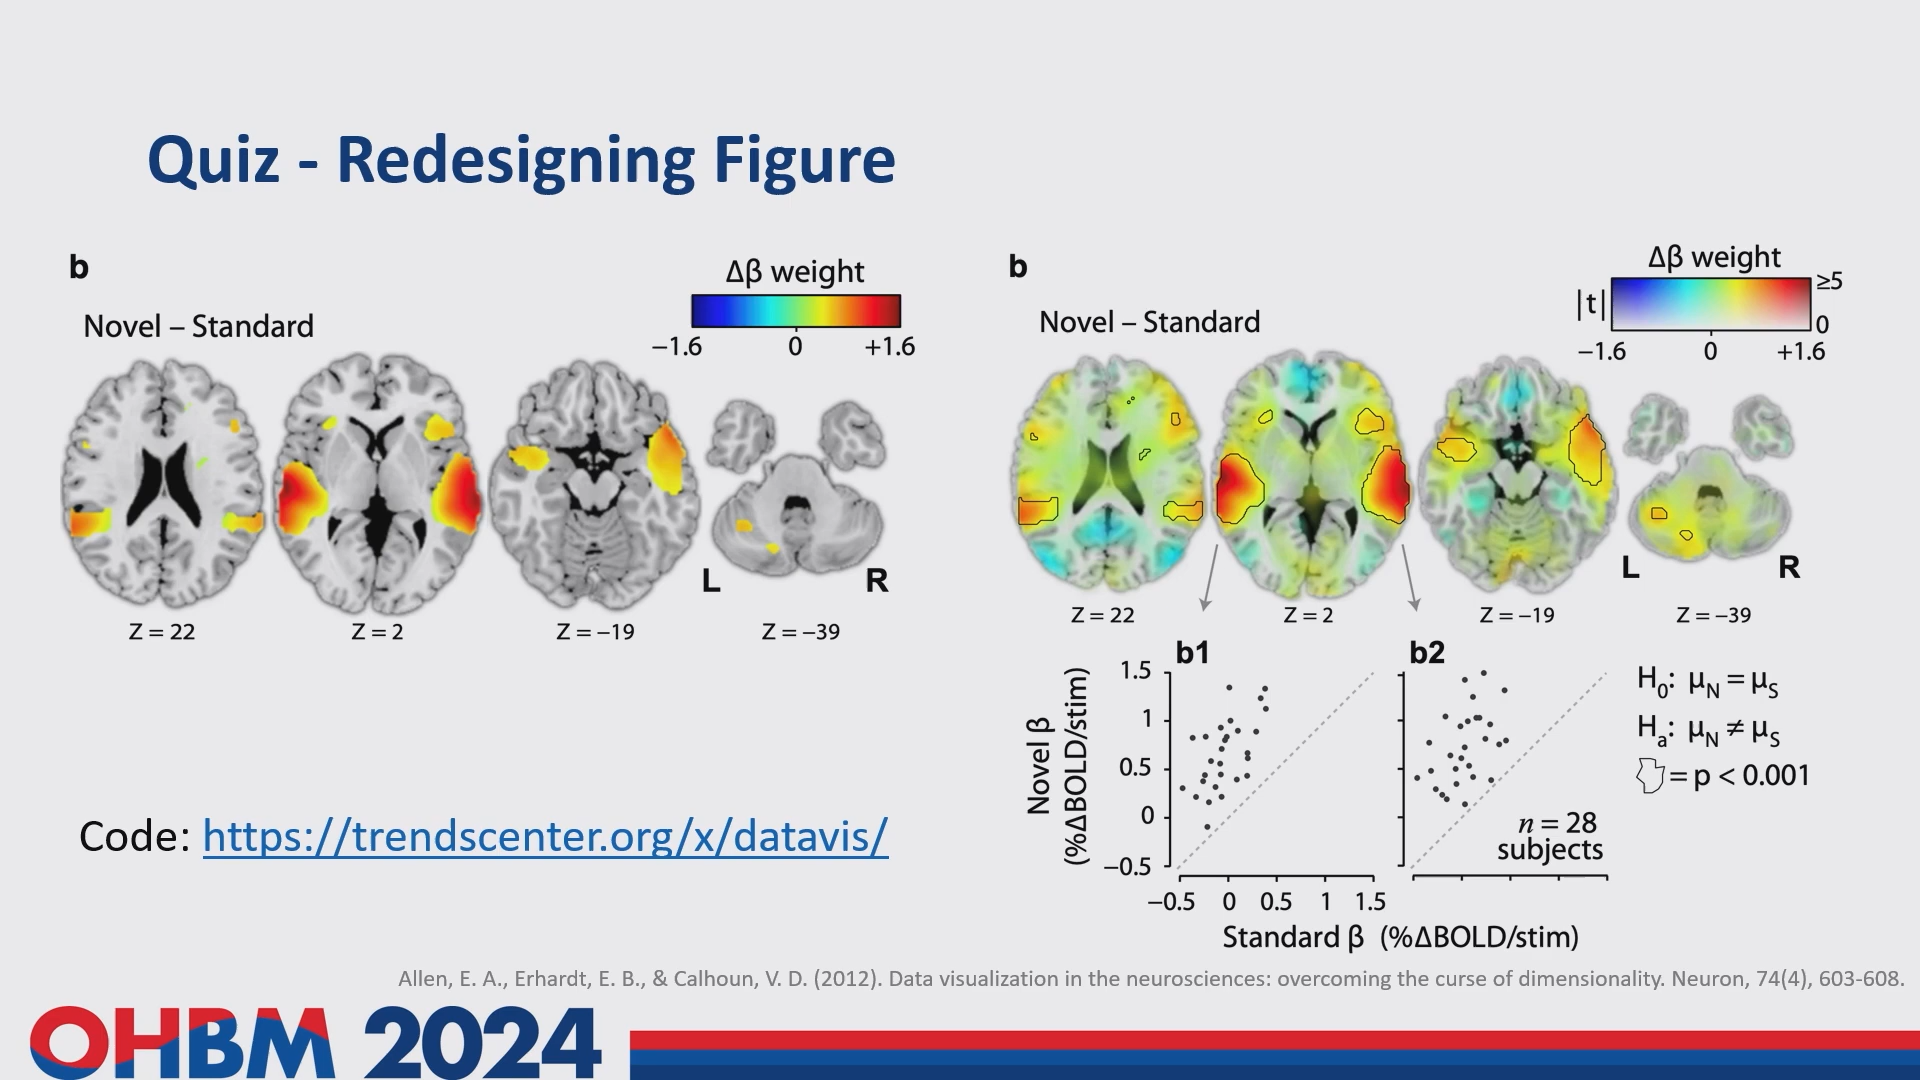 Quiz - Redesigning Figure
b
Δβ weight
−1.6 0 +1.6
Novel – Standard
L R
Z = 22 Z = 2 Z = −19 Z = −39
Code: https://trendscenter.org/x/datavis/
b
Δβ weight
|t|
≥5
0
−1.6 0 +1.6
Novel – Standard
L R
Z = 22 Z = 2 Z = −19 Z = −39
b1
b2
Novel β
(%ΔBOLD/stim)
1.5
1
0.5
0
−0.5
−0.5 0 0.5 1 1.5
Standard β (%ΔBOLD/stim)
n = 28
subjects
H0: μN = μS
Ha: μN ≠ μS
= p < 0.001
Allen, E. A., Erhardt, E. B., & Calhoun, V. D. (2012). Data visualization in the neurosciences: overcoming the curse of dimensionality. Neuron, 74(4), 603-608.
OHBM 2024